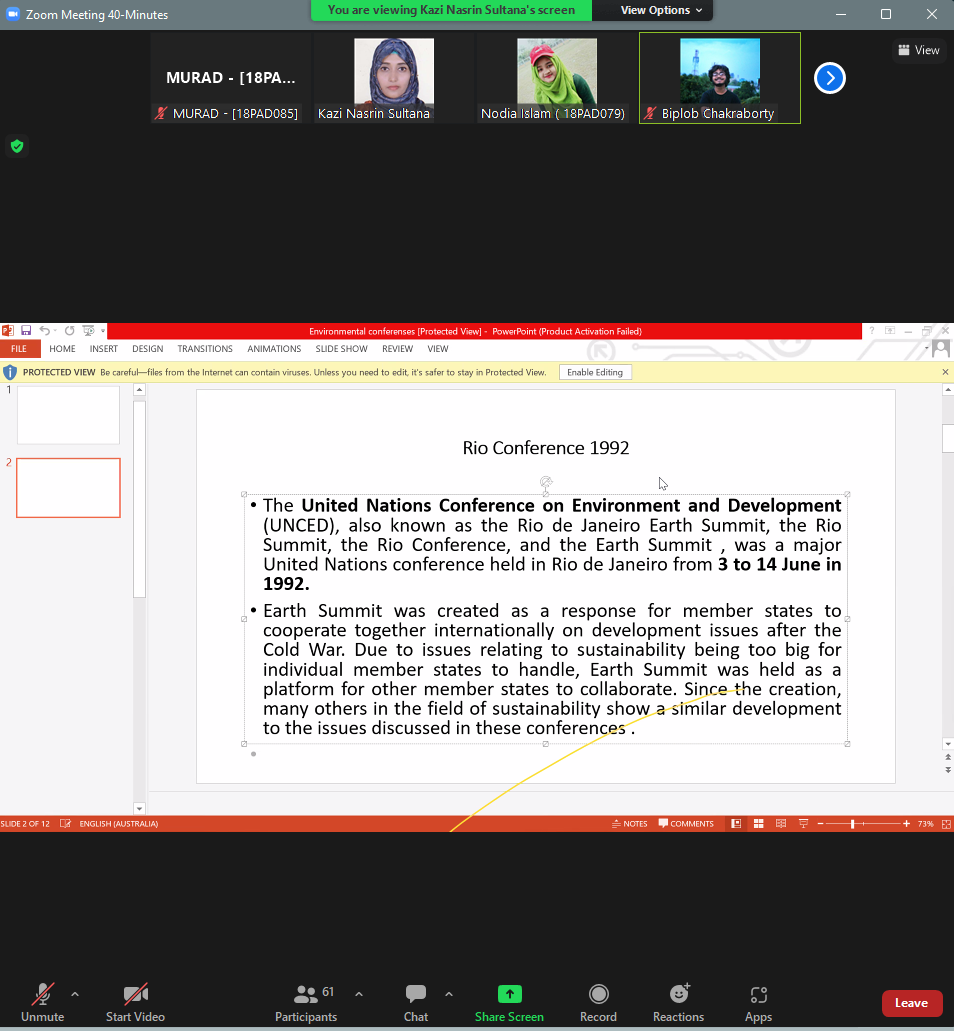 Zoom Meeting 40-Minutes
You are viewing Kazi Nasrin Sultana's screen
View Options
View
MURAD - [18PA...
MURAD - [18PAD085]
Kazi Nasrin Sultana
Nodia Islam ( 18PAD079)
Biplob Chakraborty
Environmental conferenses [Protected View] - PowerPoint (Product Activation Failed)
FILE HOME INSERT DESIGN TRANSITIONS ANIMATIONS SLIDE SHOW REVIEW VIEW
PROTECTED VIEW Be careful—files from the Internet can contain viruses. Unless you need to edit, it's safer to stay in Protected View. Enable Editing
1
2
Rio Conference 1992
• The United Nations Conference on Environment and Development
(UNCED), also known as the Rio de Janeiro Earth Summit, the Rio
Summit, the Rio Conference, and the Earth Summit , was a major
United Nations conference held in Rio de Janeiro from 3 to 14 June in
1992.
• Earth Summit was created as a response for member states to
cooperate together internationally on development issues after the
Cold War. Due to issues relating to sustainability being too big for
individual member states to handle, Earth Summit was held as a
platform for other member states to collaborate. Since the creation,
many others in the field of sustainability show a similar development
to the issues discussed in these conferences .
SLIDE 2 OF 12 ENGLISH (AUSTRALIA) NOTES COMMENTS 73%
Unmute
Start Video
Participants 61
Chat
Share Screen
Record
Reactions
Apps
Leave